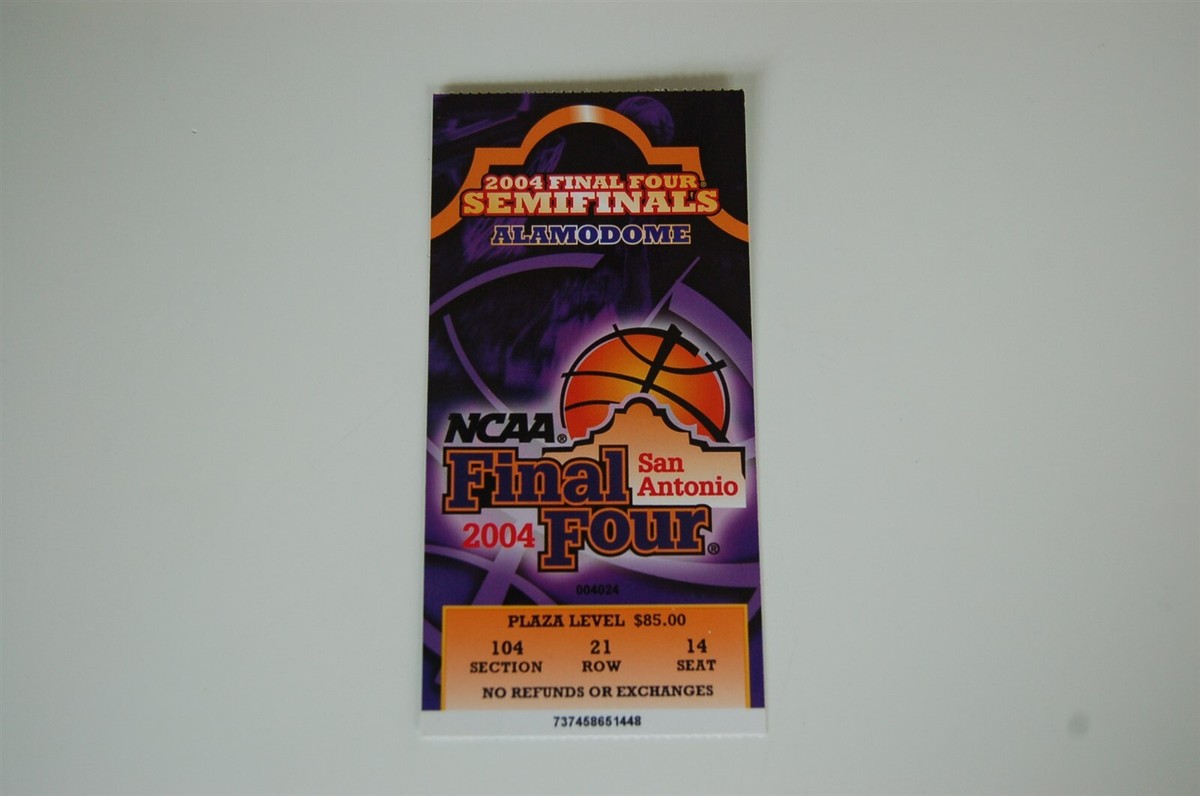 2004 FINAL FOUR®
SEMIFINALS
ALAMODOME
NCAA®
Final
San
Antonio
2004 Four®
004024
PLAZA LEVEL $85.00
104 21 14
SECTION ROW SEAT
NO REFUNDS OR EXCHANGES
737458651448